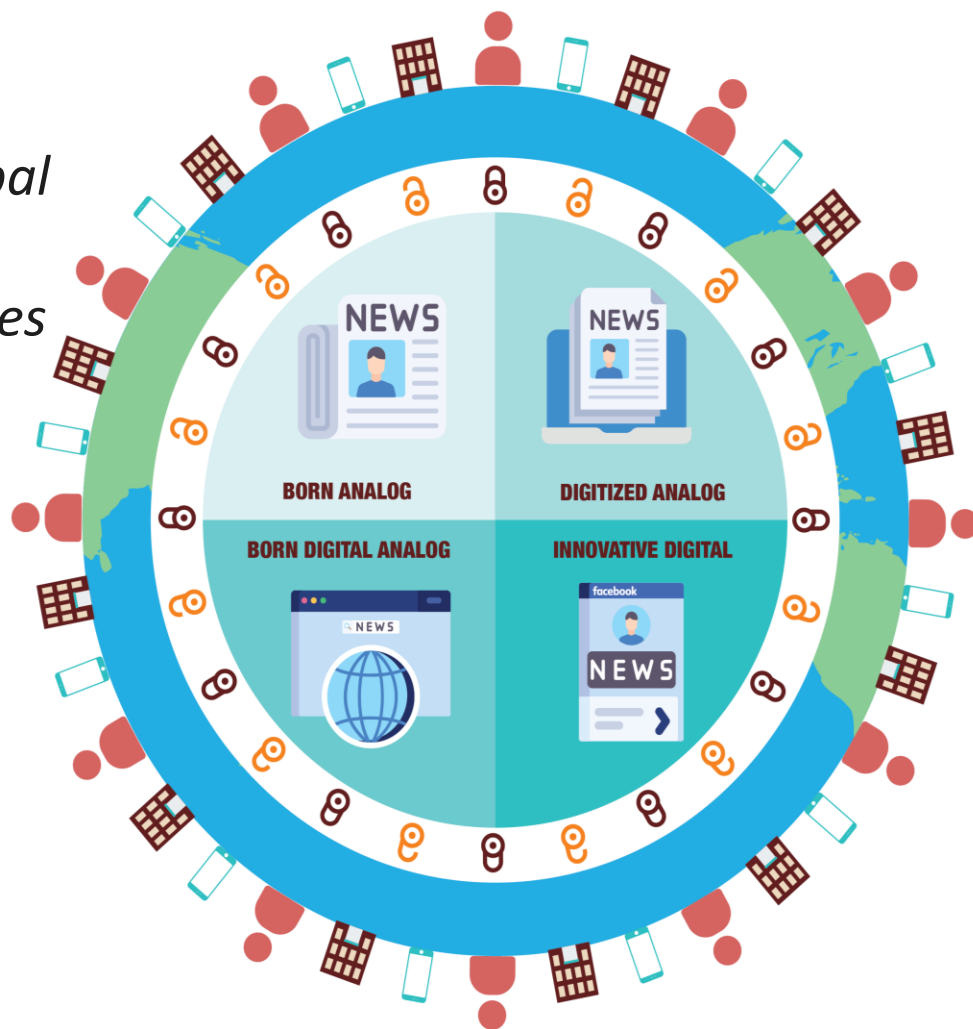 NEWS
NEWS
BORN ANALOG
DIGITIZED ANALOG
BORN DIGITAL ANALOG
INNOVATIVE DIGITAL
facebook
NEWS
NEWS